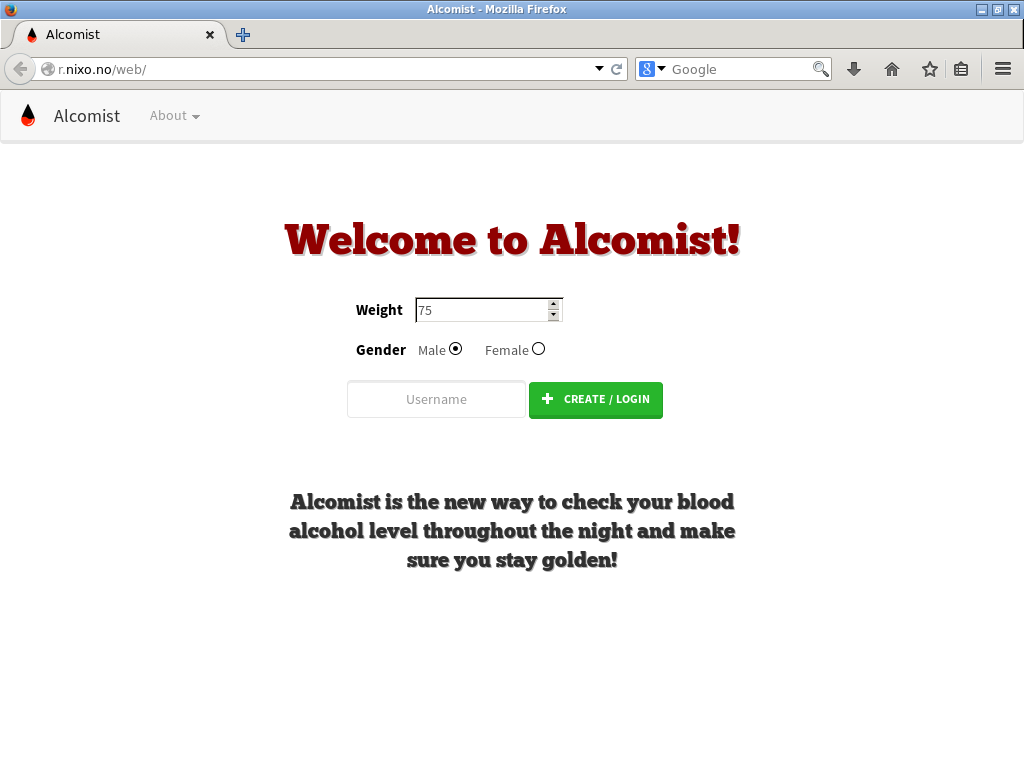 Alcomist - Mozilla Firefox
Alcomist
r.nixo.no/web/
Google
Alcomist About
Welcome to Alcomist!
Weight 75
Gender Male Female
Username CREATE / LOGIN
Alcomist is the new way to check your blood
alcohol level throughout the night and make
sure you stay golden!